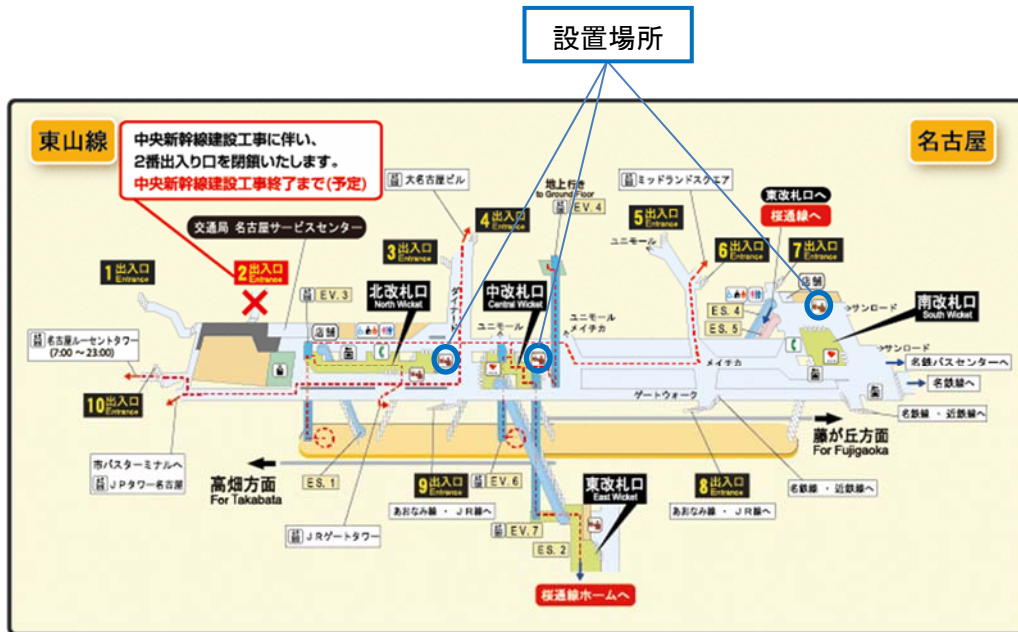 設置場所
東山線
名古屋
中央新幹線建設工事に伴い、
2番出入り口を閉鎖いたします。
中央新幹線建設工事終了まで(予定)
交通局 名古屋サービスセンター
大名古屋ビル
地上行き
to Ground Floor
EV. 4
ミッドランドスクエア
東改札口へ
桜通線へ
1 出入口
Entrance
2 出入口
Entrance
3 出入口
Entrance
4 出入口
Entrance
5 出入口
Entrance
6 出入口
Entrance
7 出入口
Entrance
ユニモール
ダイナード
EV. 3
店舗
北改札口
North Wicket
中改札口
Central Wicket
ユニモール
ユニモール
メイチカ
ES. 4
ES. 5
店舗
サンロード
南改札口
South Wicket
サンロード
名鉄バスセンターへ
名鉄線へ
名鉄線・近鉄線へ
名古屋ルーセントタワー
(7:00 ～ 23:00)
10 出入口
Entrance
メイチカ
ゲートウォーク
藤が丘方面
For Fujigaoka
市バスターミナルへ
JPタワー名古屋
高畑方面
For Takabata
ES. 1
9 出入口
Entrance
あおなみ線・JR線へ
EV. 6
東改札口
East Wicket
8 出入口
Entrance
あおなみ線・JR線へ
名鉄線・近鉄線へ
JRゲートタワー
EV. 7
ES. 2
桜通線ホームへ